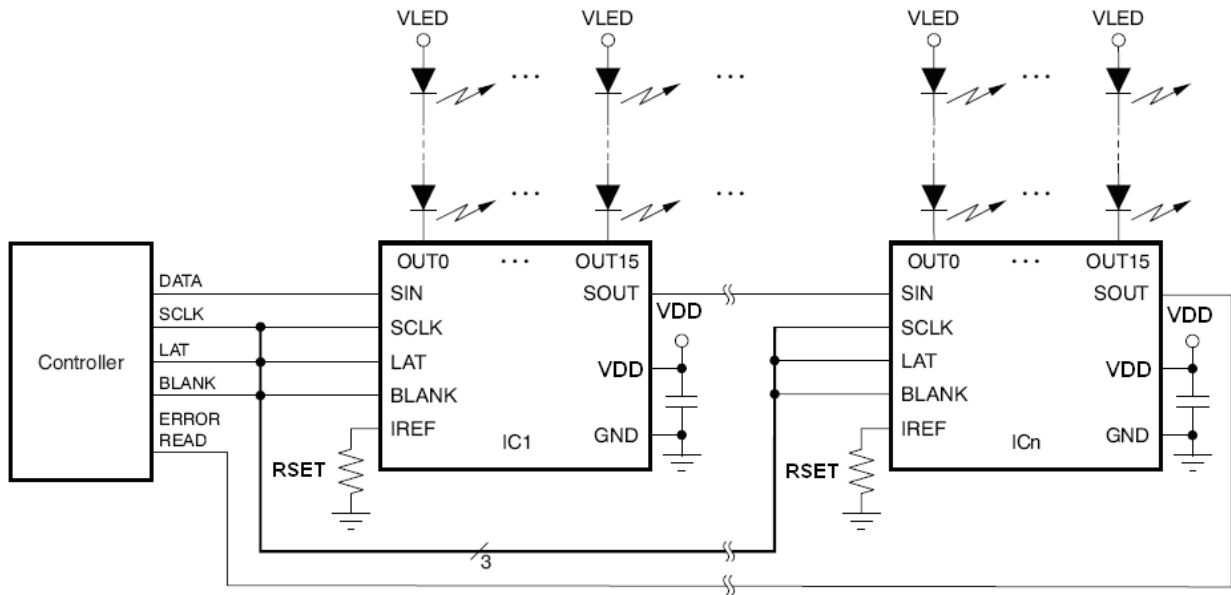 VLED VLED VLED VLED
... ... ... ...
... ... ... ...
OUT0 ... OUT15 OUT0 ... OUT15
DATA SIN SOUT SIN SOUT
SCLK SCLK VDD SCLK VDD
Controller LAT LAT VDD LAT VDD
BLANK BLANK BLANK
ERROR
READ IREF IC1 GND IREF ICn GND
RSET RSET
3